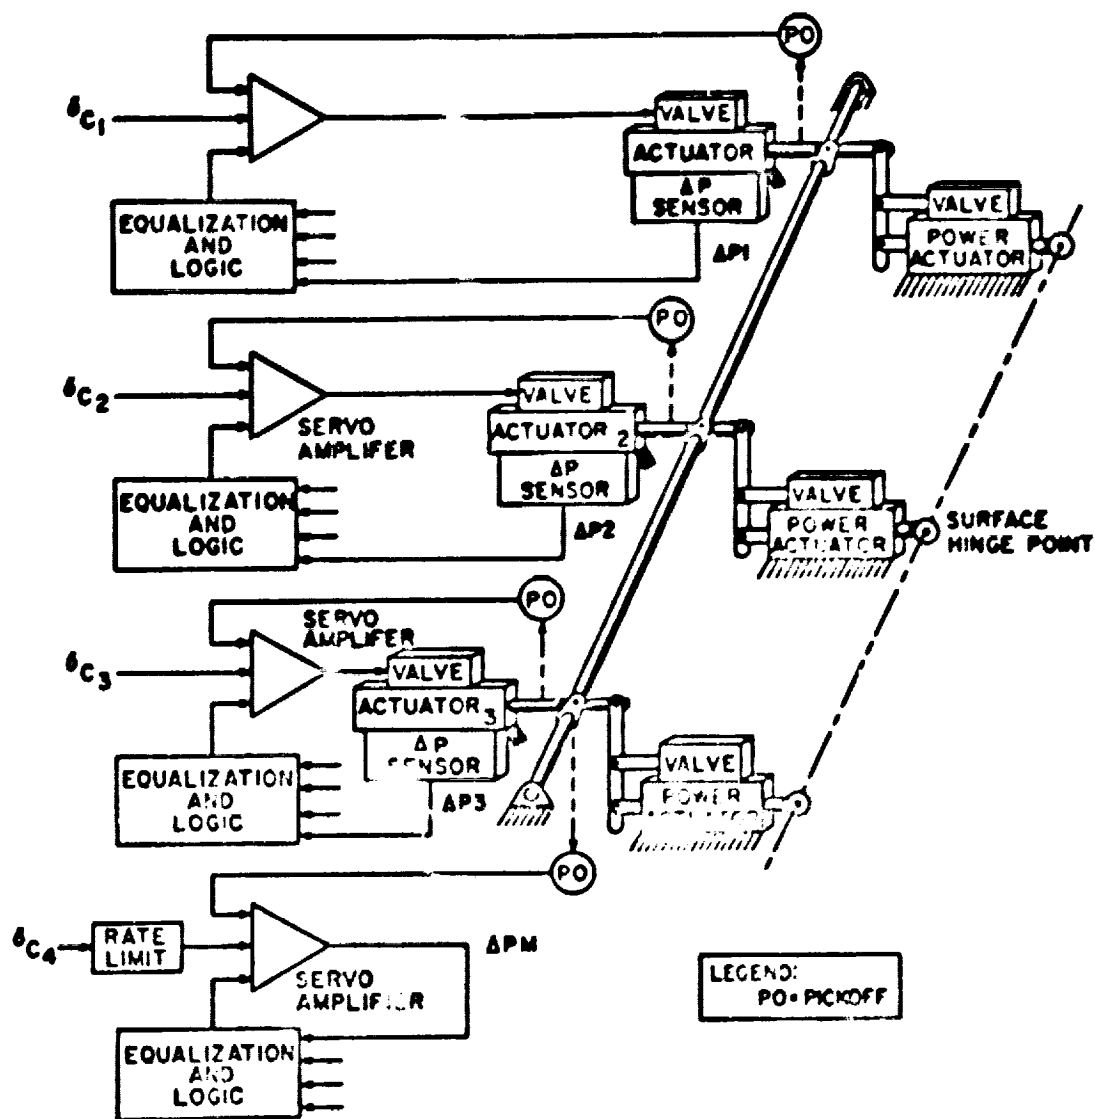 PO
δC1
VALVE
ACTUATOR
ΔP
SENSOR
EQUALIZATION
AND
LOGIC
ΔP1
VALVE
POWER
ACTUATOR
PO
δC2
SERVO
AMPLIFER
VALVE
ACTUATOR 2
ΔP
SENSOR
EQUALIZATION
AND
LOGIC
ΔP2
VALVE
POWER
ACTUATOR
SURFACE
HINGE POINT
PO
SERVO
AMPLIFER
δC3
VALVE
ACTUATOR 3
ΔP
SENSOR
EQUALIZATION
AND
LOGIC
ΔP3
VALVE
POWER
PO
δC4
RATE
LIMIT
ΔPM
SERVO
AMPLIFIER
EQUALIZATION
AND
LOGIC
LEGEND:
PO = PICKOFF